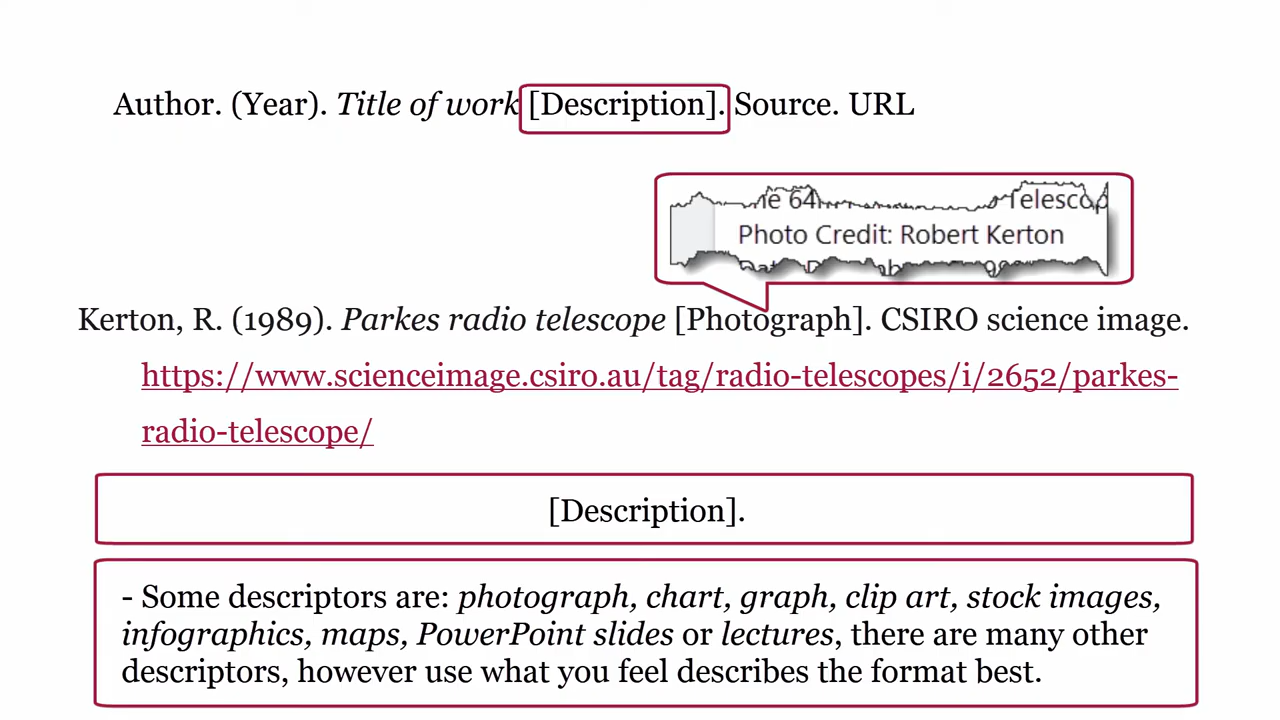 Author. (Year). Title of work [Description]. Source. URL
Photo Credit: Robert Kerton
Kerton, R. (1989). Parkes radio telescope [Photograph]. CSIRO science image.
https://www.scienceimage.csiro.au/tag/radio-telescopes/i/2652/parkes-
radio-telescope/
[Description].
- Some descriptors are: photograph, chart, graph, clip art, stock images,
infographics, maps, PowerPoint slides or lectures, there are many other
descriptors, however use what you feel describes the format best.